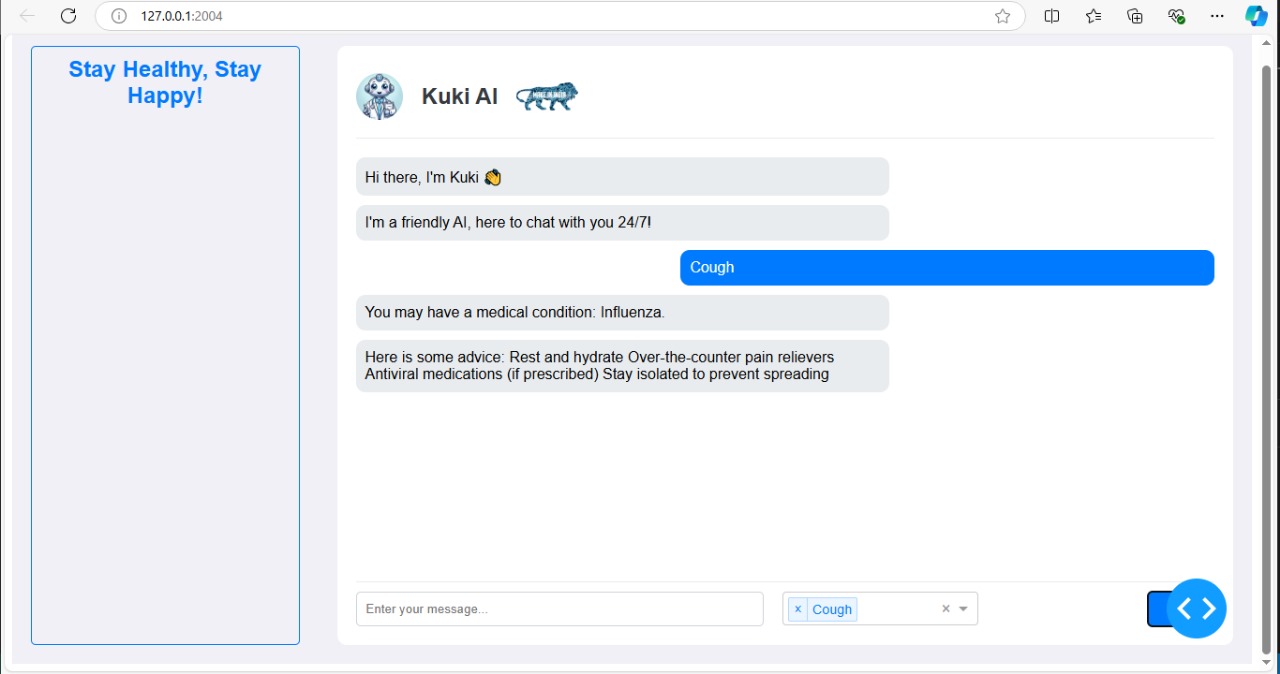 127.0.0.1:2004
Stay Healthy, Stay
Happy!
Kuki AI
MAKE IN INDIA
Hi there, I'm Kuki 👏
I'm a friendly AI, here to chat with you 24/7!
Cough
You may have a medical condition: Influenza.
Here is some advice: Rest and hydrate Over-the-counter pain relievers
Antiviral medications (if prescribed) Stay isolated to prevent spreading
Enter your message...
x Cough